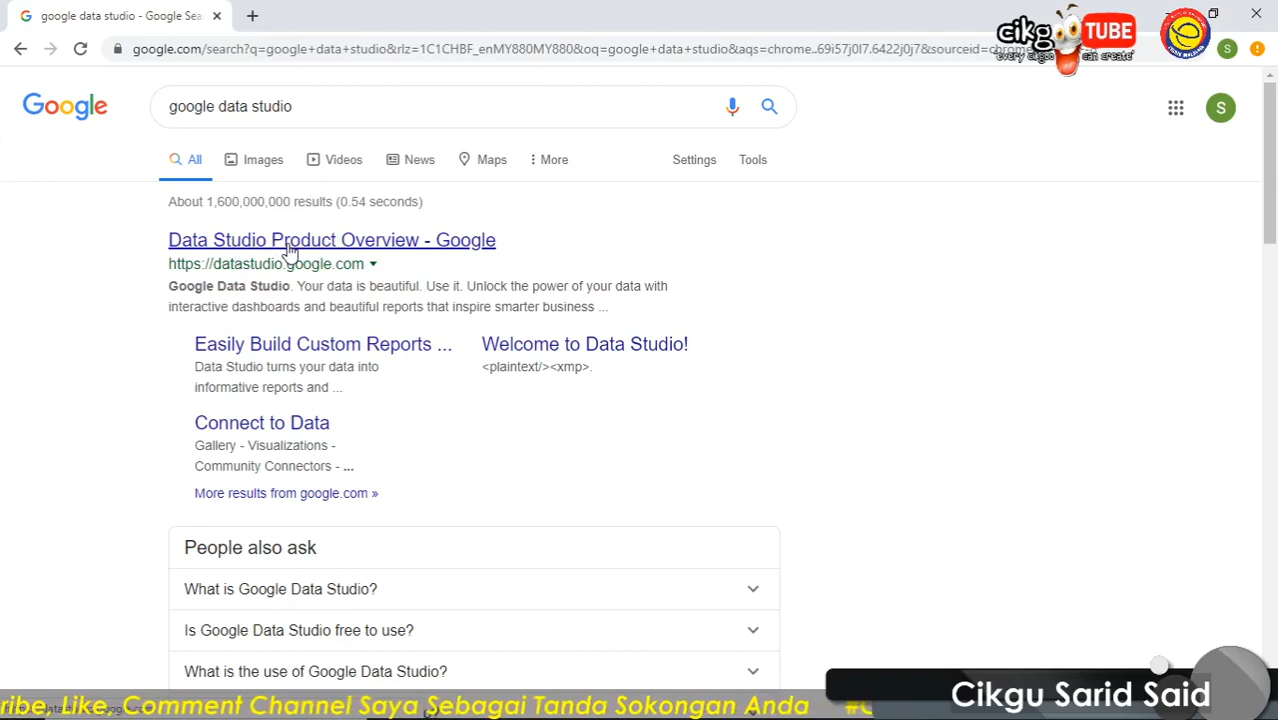 google data studio - Google Sea
google.com/search?q=google+data+studio&rlz=1C1CHBF_enMY880MY880&oq=google+data+studio&aqs=chrome..69i57j0l7.6422j0j7&sourceid=chrome
cikgu TUBE
every cikgoo can create
S
Google
google data studio
S
All
Images
Videos
News
Maps
More
Settings
Tools
About 1,600,000,000 results (0.54 seconds)
Data Studio Product Overview - Google
https://datastudio.google.com
Google Data Studio. Your data is beautiful. Use it. Unlock the power of your data with
interactive dashboards and beautiful reports that inspire smarter business ...
Easily Build Custom Reports ...
Data Studio turns your data into
informative reports and ...
Welcome to Data Studio!
<plaintext/><xmp>.
Connect to Data
Gallery - Visualizations -
Community Connectors - ...
More results from google.com »
People also ask
What is Google Data Studio?
Is Google Data Studio free to use?
What is the use of Google Data Studio?
Like, Comment Channel Saya Sebagai Tanda Sokongan Anda
Cikgu Sarid Said